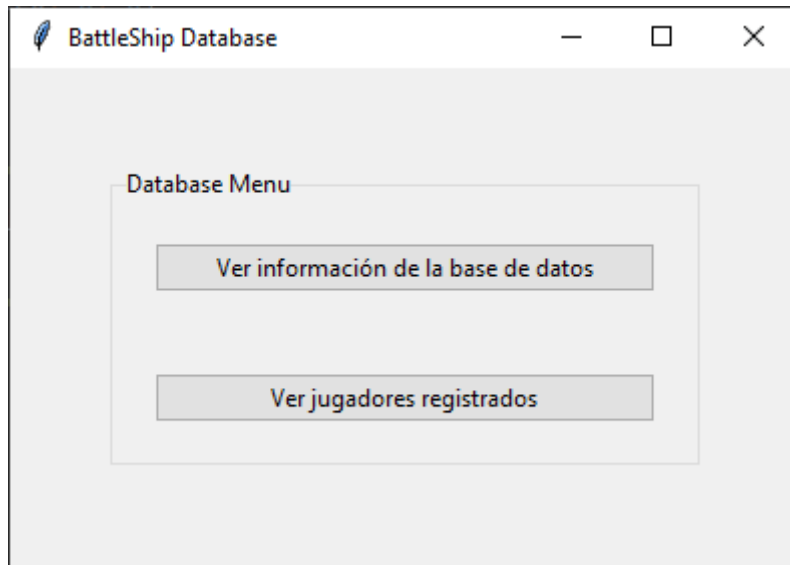 BattleShip Database
Database Menu
Ver información de la base de datos
Ver jugadores registrados